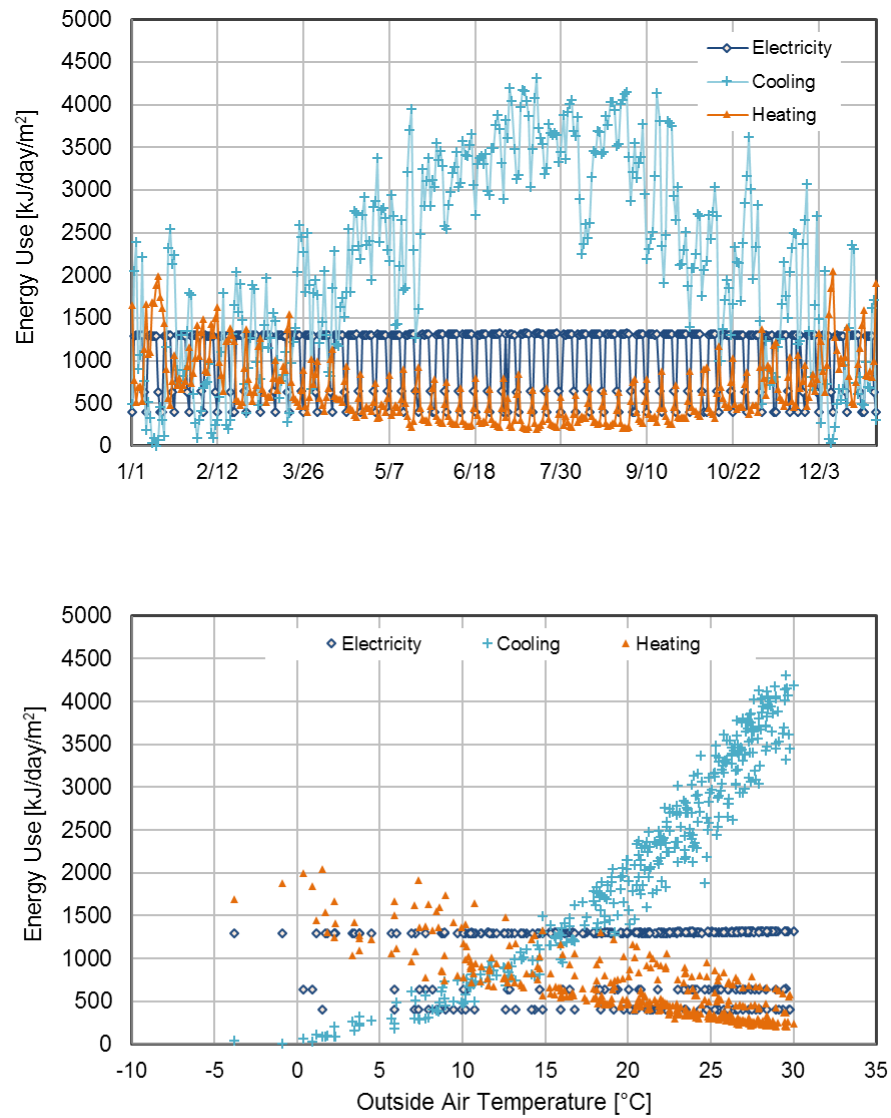 5000
4500
4000
3500
3000
2500
2000
1500
1000
500
0
Energy Use [kJ/day/m²]
Electricity
Cooling
Heating
1/1 2/12 3/26 5/7 6/18 7/30 9/10 10/22 12/3
5000
4500
4000
3500
3000
2500
2000
1500
1000
500
0
Energy Use [kJ/day/m²]
Electricity Cooling Heating
-10 -5 0 5 10 15 20 25 30 35
Outside Air Temperature [°C]